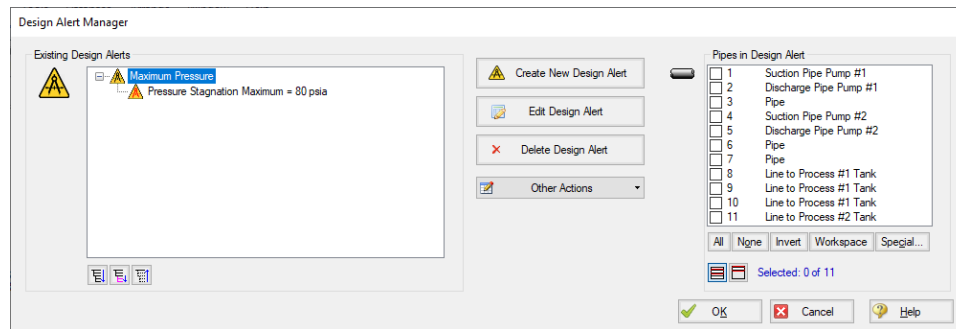 Design Alert Manager
Existing Design Alerts
Maximum Pressure
Pressure Stagnation Maximum = 80 psia
Create New Design Alert
Edit Design Alert
Delete Design Alert
Other Actions
Pipes in Design Alert
1 Suction Pipe Pump #1
2 Discharge Pipe Pump #1
3 Pipe
4 Suction Pipe Pump #2
5 Discharge Pipe Pump #2
6 Pipe
7 Pipe
8 Line to Process #1 Tank
9 Line to Process #1 Tank
10 Line to Process #1 Tank
11 Line to Process #2 Tank
All None Invert Workspace Special...
Selected: 0 of 11
OK Cancel Help